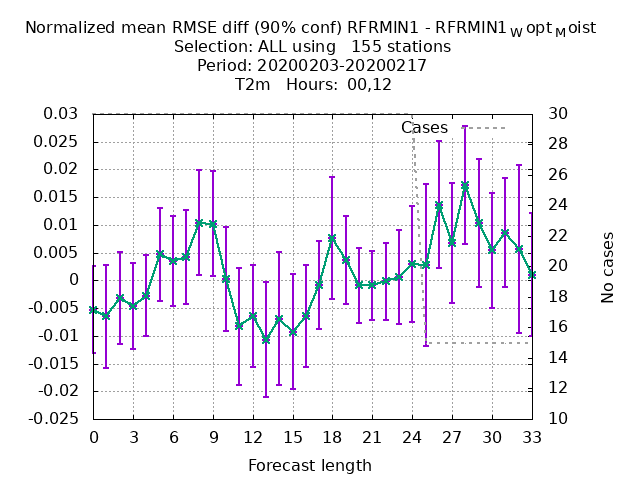 Normalized mean RMSE diff (90% conf) RFRMIN1 - RFRMIN1WoptMoist
Selection: ALL using 155 stations
Period: 20200203-20200217
T2m Hours: 00,12
Cases
0.03
0.025
0.02
0.015
0.01
0.005
0
-0.005
-0.01
-0.015
-0.02
-0.025
30
28
26
24
22
20
18
16
14
12
10
No cases
0 3 6 9 12 15 18 21 24 27 30 33
Forecast length